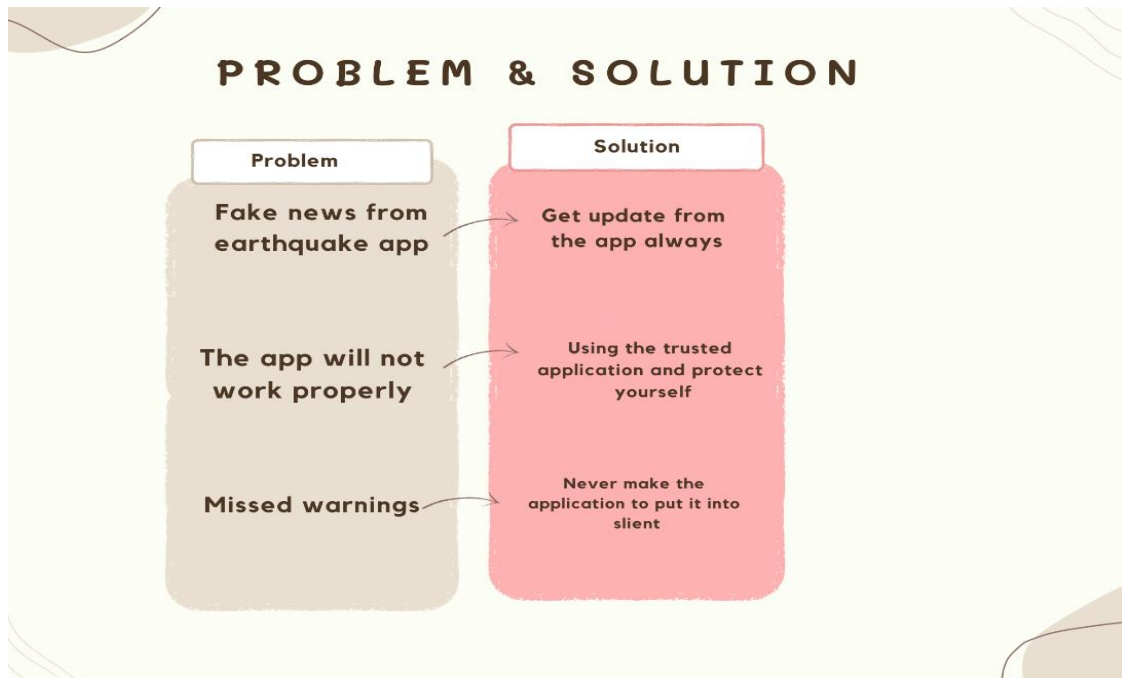 PROBLEM & SOLUTION
Problem
Solution
Fake news from
earthquake app
Get update from
the app always
The app will not
work properly
Using the trusted
application and protect
yourself
Missed warnings
Never make the
application to put it into
slient